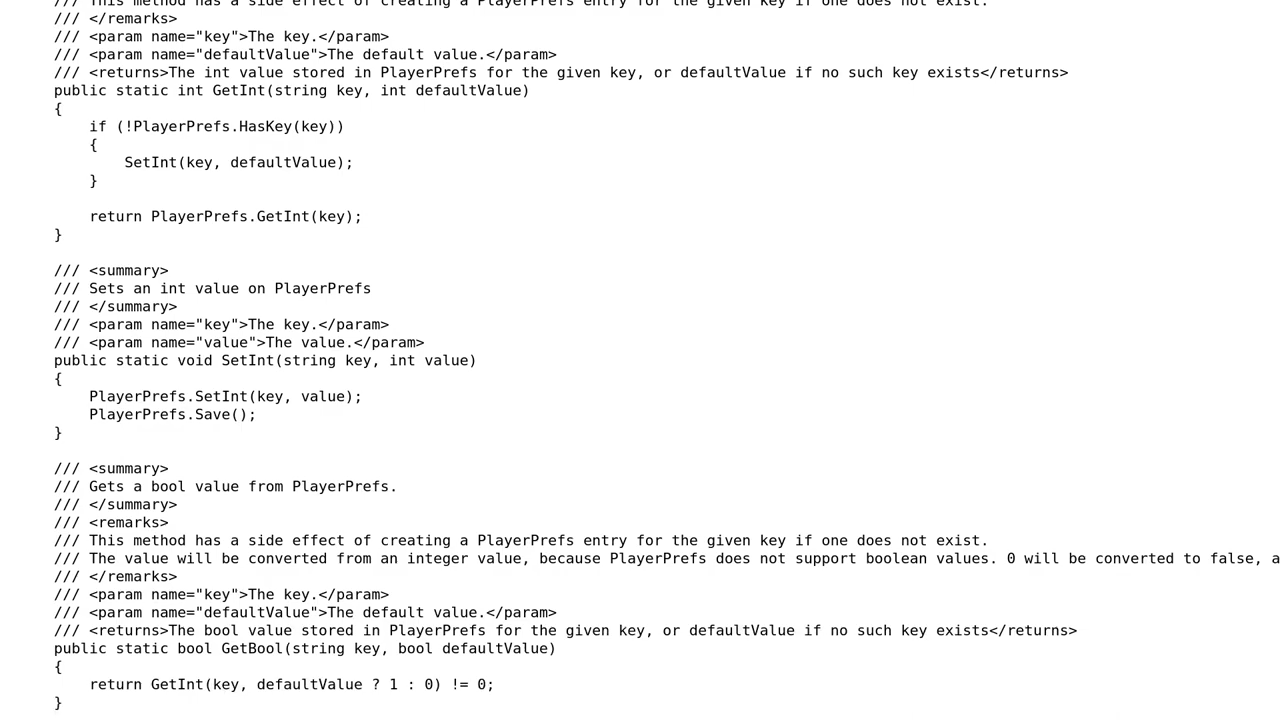 /// This method has a side effect of creating a PlayerPrefs entry for the given key if one does not exist.
/// </remarks>
/// <param name="key">The key.</param>
/// <param name="defaultValue">The default value.</param>
/// <returns>The int value stored in PlayerPrefs for the given key, or defaultValue if no such key exists</returns>
public static int GetInt(string key, int defaultValue)
{
    if (!PlayerPrefs.HasKey(key))
    {
        SetInt(key, defaultValue);
    }

    return PlayerPrefs.GetInt(key);
}

/// <summary>
/// Sets an int value on PlayerPrefs
/// </summary>
/// <param name="key">The key.</param>
/// <param name="value">The value.</param>
public static void SetInt(string key, int value)
{
    PlayerPrefs.SetInt(key, value);
    PlayerPrefs.Save();
}

/// <summary>
/// Gets a bool value from PlayerPrefs.
/// </summary>
/// <remarks>
/// This method has a side effect of creating a PlayerPrefs entry for the given key if one does not exist.
/// The value will be converted from an integer value, because PlayerPrefs does not support boolean values. 0 will be converted to false, a
/// </remarks>
/// <param name="key">The key.</param>
/// <param name="defaultValue">The default value.</param>
/// <returns>The bool value stored in PlayerPrefs for the given key, or defaultValue if no such key exists</returns>
public static bool GetBool(string key, bool defaultValue)
{
    return GetInt(key, defaultValue ? 1 : 0) != 0;
}